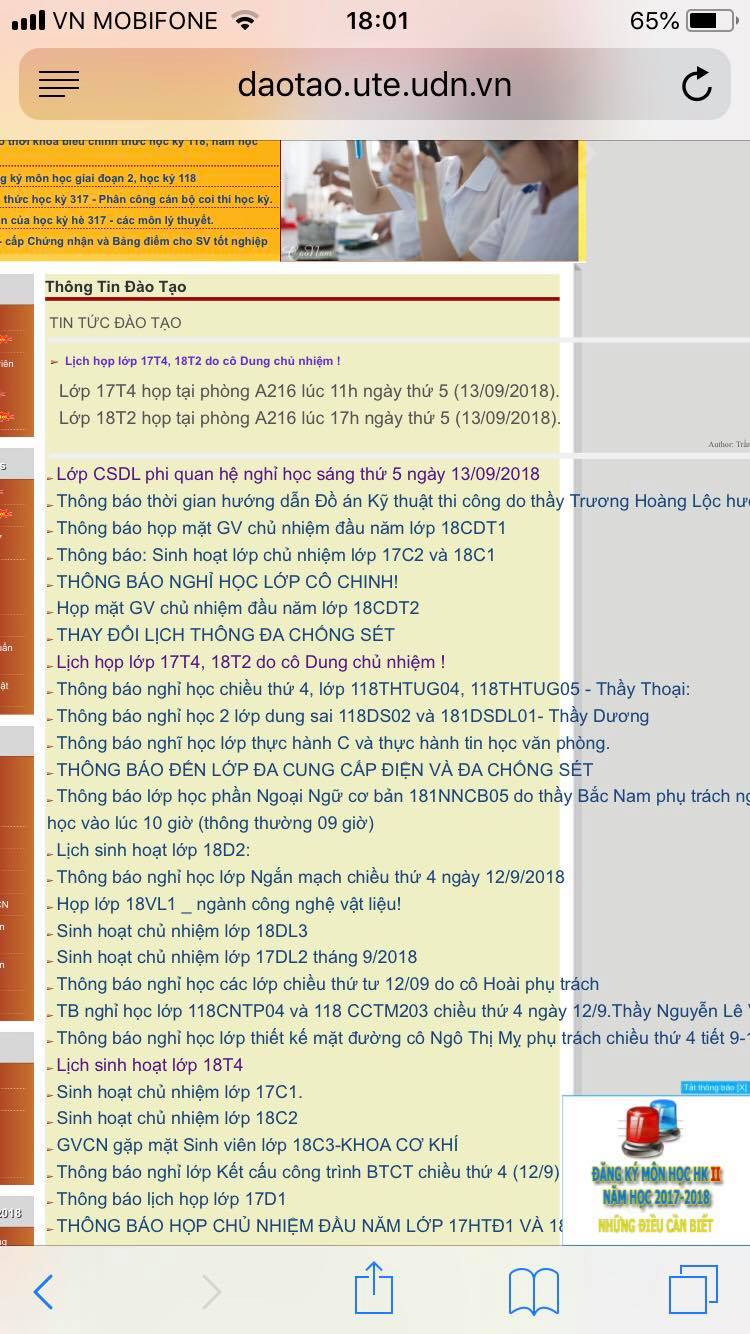 VN MOBIFONE 18:01 65%
daotao.ute.udn.vn
thời khóa biểu chính thức học kỳ 118, năm học
ký môn học giai đoạn 2, học kỳ 118
thức học kỳ 317 - Phân công cán bộ coi thi học kỳ.
của học kỳ hè 317 - các môn lý thuyết.
- cấp Chứng nhận và Bảng điểm cho SV tốt nghiệp
Thông Tin Đào Tạo
TIN TỨC ĐÀO TẠO
Lịch họp lớp 17T4, 18T2 do cô Dung chủ nhiệm !
Lớp 17T4 họp tại phòng A216 lúc 11h ngày thứ 5 (13/09/2018).
Lớp 18T2 họp tại phòng A216 lúc 17h ngày thứ 5 (13/09/2018).
Author:
Lớp CSDL phi quan hệ nghỉ học sáng thứ 5 ngày 13/09/2018
Thông báo thời gian hướng dẫn Đồ án Kỹ thuật thi công do thầy Trương Hoàng Lộc
Thông báo họp mặt GV chủ nhiệm đầu năm lớp 18CDT1
Thông báo: Sinh hoạt lớp chủ nhiệm lớp 17C2 và 18C1
THÔNG BÁO NGHỈ HỌC LỚP CÔ CHINH!
Họp mặt GV chủ nhiệm đầu năm lớp 18CDT2
THAY ĐỔI LỊCH THÔNG ĐA CHỐNG SÉT
Lịch họp lớp 17T4, 18T2 do cô Dung chủ nhiệm !
Thông báo nghỉ học chiều thứ 4, lớp 118THTUG04, 118THTUG05 - Thầy Thoại:
Thông báo nghỉ học 2 lớp dung sai 118DS02 và 181DSDL01- Thầy Dương
Thông báo nghĩ học lớp thực hành C và thực hành tin học văn phòng.
THÔNG BÁO ĐẾN LỚP ĐA CUNG CẤP ĐIỆN VÀ ĐA CHỐNG SÉT
Thông báo lớp học phần Ngoại Ngữ cơ bản 181NNCB05 do thầy Bắc Nam phụ trách
học vào lúc 10 giờ (thông thường 09 giờ)
Lịch sinh hoạt lớp 18D2:
Thông báo nghỉ học lớp Ngắn mạch chiều thứ 4 ngày 12/9/2018
Họp lớp 18VL1 _ ngành công nghệ vật liệu!
Sinh hoạt chủ nhiệm lớp 18DL3
Sinh hoạt chủ nhiệm lớp 17DL2 tháng 9/2018
Thông báo nghỉ học các lớp chiều thứ tư 12/09 do cô Hoài phụ trách
TB nghỉ học lớp 118CNTP04 và 118 CCTM203 chiều thứ 4 ngày 12/9.Thầy Nguyễn Lê
Thông báo nghỉ học lớp thiết kế mặt đường cô Ngô Thị Mỵ phụ trách chiều thứ 4 tiết 9-
Lịch sinh hoạt lớp 18T4
Sinh hoạt chủ nhiệm lớp 17C1.
Sinh hoạt chủ nhiệm lớp 18C2
GVCN gặp mặt Sinh viên lớp 18C3-KHOA CƠ KHÍ
Thông báo nghỉ lớp Kết cấu công trình BTCT chiều thứ 4 (12/9)
Thông báo lịch họp lớp 17D1
THÔNG BÁO HỌP CHỦ NHIỆM ĐẦU NĂM LỚP 17HTĐ1 VÀ
Tắt thông báo [X]
ĐĂNG KÝ MÔN HỌC HK II
NĂM HỌC 2017-2018
NHỮNG ĐIỀU CẦN BIẾT